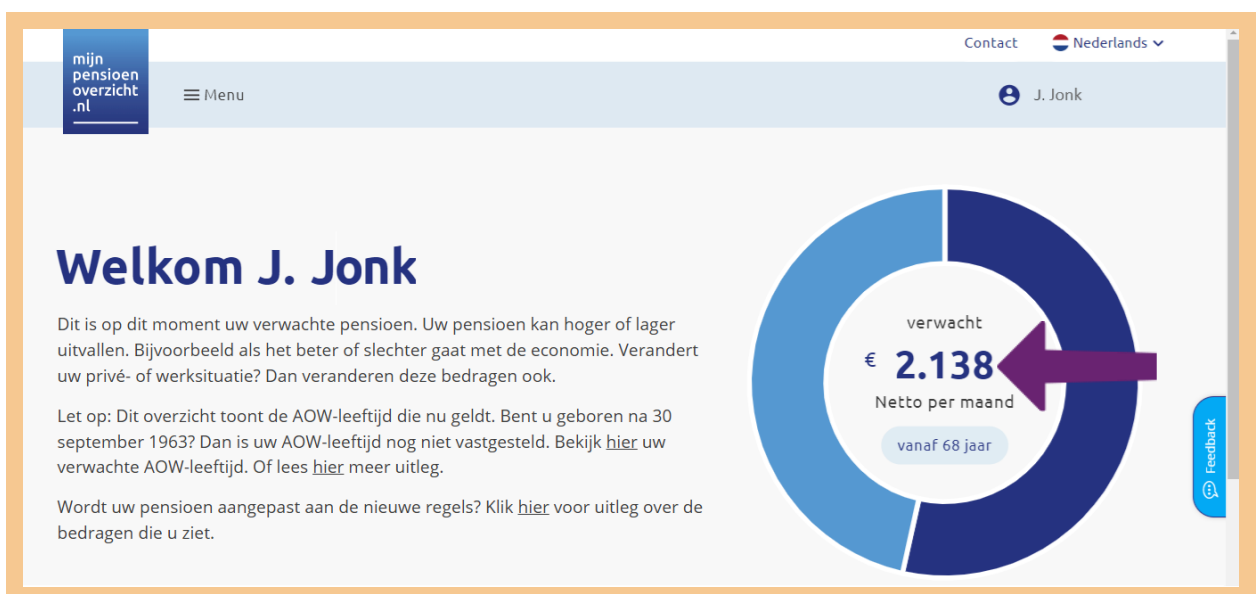 Contact
Nederlands
mijn
pensioen
overzicht
.nl
Menu
J. Jonk
Welkom J. Jonk
Dit is op dit moment uw verwachte pensioen. Uw pensioen kan hoger of lager
uitvallen. Bijvoorbeeld als het beter of slechter gaat met de economie. Verandert
uw privé- of werksituatie? Dan veranderen deze bedragen ook.
Let op: Dit overzicht toont de AOW-leeftijd die nu geldt. Bent u geboren na 30
september 1963? Dan is uw AOW-leeftijd nog niet vastgesteld. Bekijk hier uw
verwachte AOW-leeftijd. Of lees hier meer uitleg.
Wordt uw pensioen aangepast aan de nieuwe regels? Klik hier voor uitleg over de
bedragen die u ziet.
verwacht
€ 2.138
Netto per maand
vanaf 68 jaar
Feedback